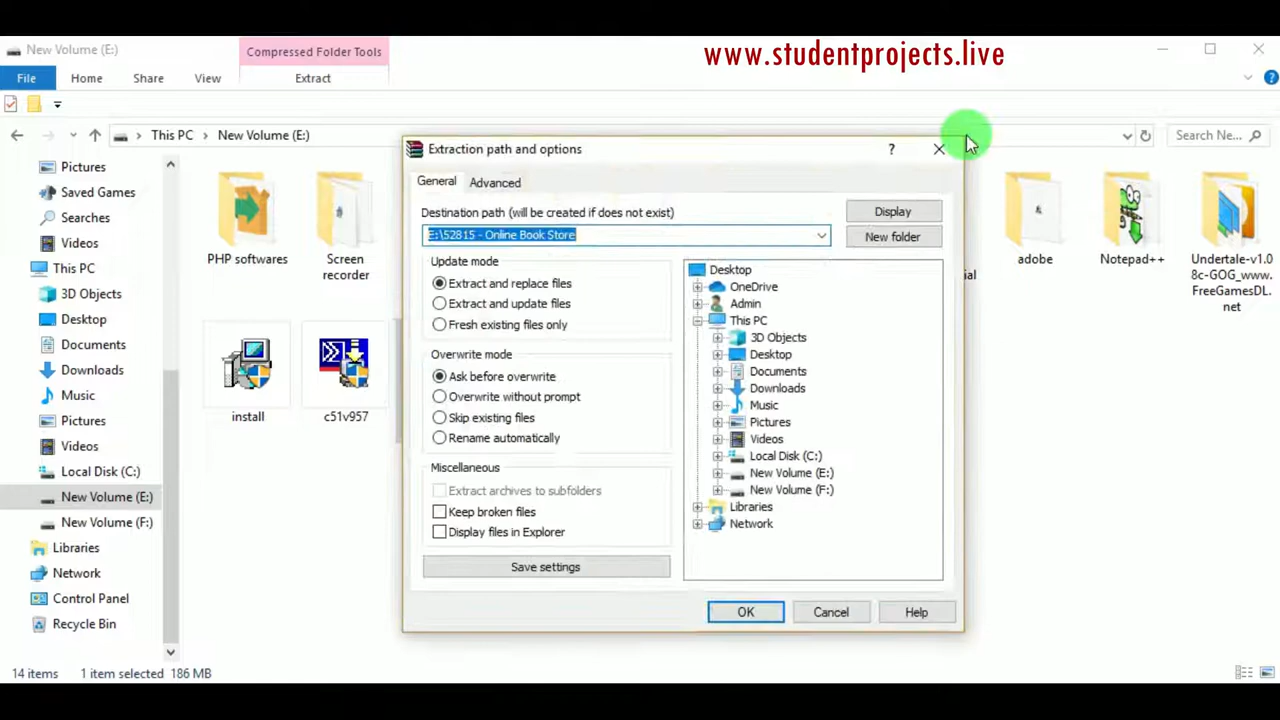 New Volume (E:)
Compressed Folder Tools
www.studentprojects.live
File
Home
Share
View
Extract
This PC
New Volume (E:)
Search Ne...
Pictures
Saved Games
Searches
Videos
This PC
3D Objects
Desktop
Documents
Downloads
Music
Pictures
Videos
Local Disk (C:)
New Volume (E:)
New Volume (F:)
Libraries
Network
Control Panel
Recycle Bin
PHP softwares
Screen
recorder
install
c51v957
Extraction path and options
?
General
Advanced
Destination path (will be created if does not exist)
E:\52815 - Online Book Store
Display
New folder
Update mode
Extract and replace files
Extract and update files
Fresh existing files only
Overwrite mode
Ask before overwrite
Overwrite without prompt
Skip existing files
Rename automatically
Miscellaneous
Extract archives to subfolders
Keep broken files
Display files in Explorer
Save settings
Desktop
OneDrive
Admin
This PC
3D Objects
Desktop
Documents
Downloads
Music
Pictures
Videos
Local Disk (C:)
New Volume (E:)
New Volume (F:)
Libraries
Network
OK
Cancel
Help
ial
adobe
Notepad++
Undertale-v1.0
8c-GOG_www.
FreeGamesDL.
net
14 items
1 item selected 186 MB